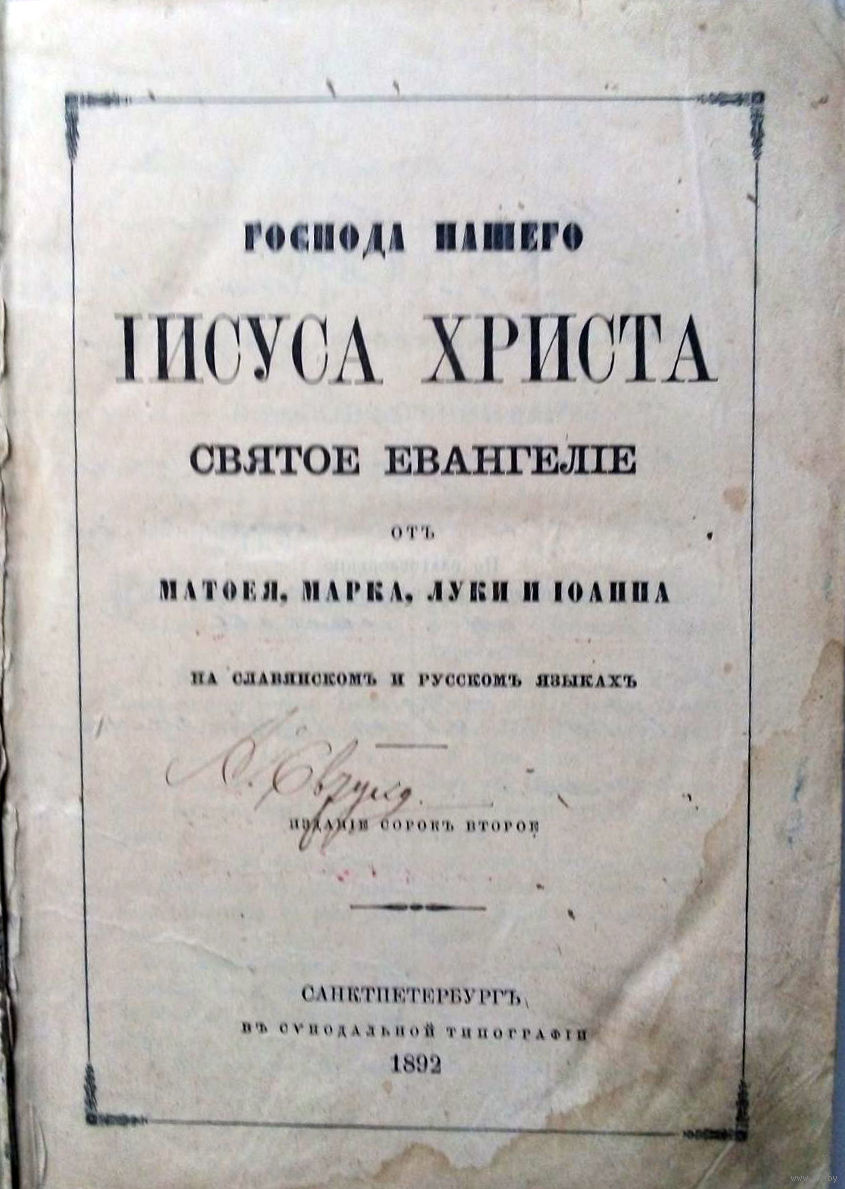 ГОСПОДА НАШЕГО
ІИСУСА ХРИСТА
СВЯТОЕ ЕВАНГЕЛІЕ
ОТЪ
МАТѲЕЯ, МАРКА, ЛУКИ И ІОАННА
НА СЛАВЯНСКОМЪ И РУССКОМЪ ЯЗЫКАХЪ
ИЗДАНІЕ СОРОКЪ ВТОРОЕ
САНКТПЕТЕРБУРГЪ
ВЪ СѴНОДАЛЬНОЙ ТИПОГРАФІИ
1892